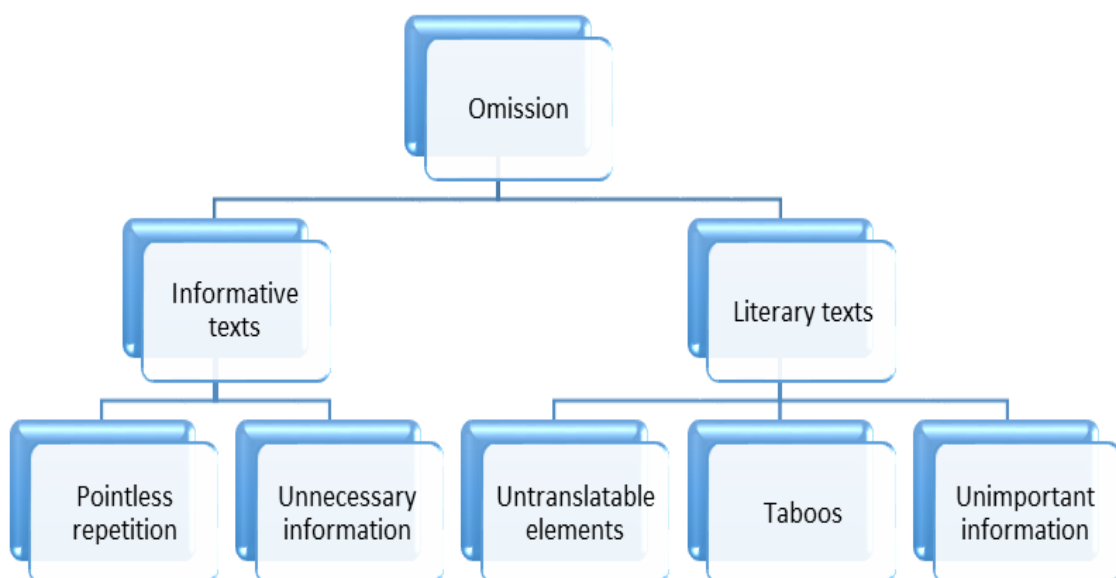 Omission
Informative
texts
Literary texts
Pointless
repetition
Unnecessary
information
Untranslatable
elements
Taboos
Unimportant
information